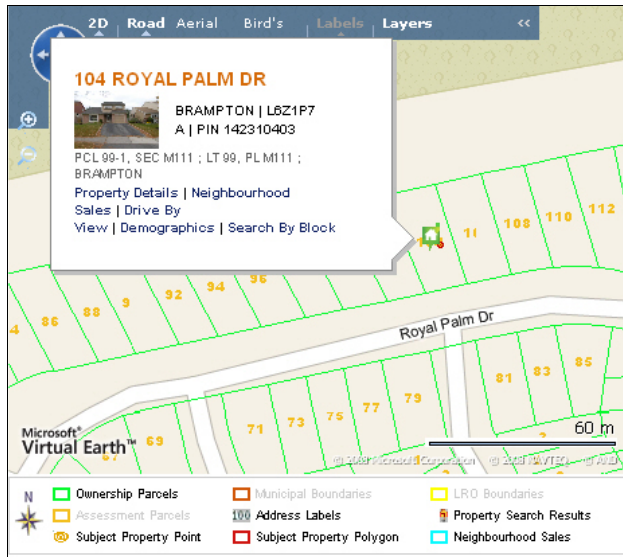 2D | Road Aerial Bird's | Labels | Layers «
104 ROYAL PALM DR
BRAMPTON | L6Z1P7
A | PIN 142310403
PCL 99-1, SEC M111 ; LT 99, PL M111 ;
BRAMPTON
Property Details | Neighbourhood
Sales | Drive By
View | Demographics | Search By Block
112
110
108
96
94
92
9
88
86
4
Royal Palm Dr
85
83
81
79
77
75
73
71
69
67
60 m
Microsoft®
Virtual Earth™
© 2008 Microsoft Corporation © 2008 NAVTEQ © AND
N
Ownership Parcels
Municipal Boundaries
LRO Boundaries
Assessment Parcels
100 Address Labels
Property Search Results
Subject Property Point
Subject Property Polygon
Neighbourhood Sales